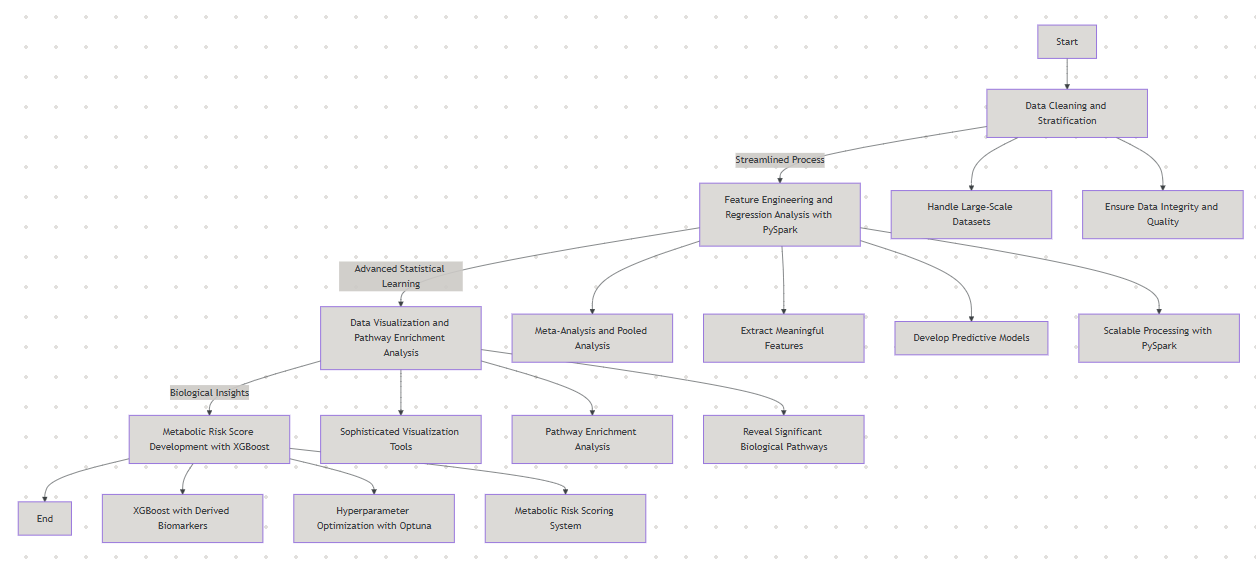 Start
Data Cleaning and
Stratification
Streamlined Process
Feature Engineering and
Regression Analysis with
PySpark
Handle Large-Scale
Datasets
Ensure Data Integrity and
Quality
Advanced Statistical
Learning
Data Visualization and
Pathway Enrichment
Analysis
Meta-Analysis and Pooled
Analysis
Extract Meaningful
Features
Develop Predictive Models
Scalable Processing with
PySpark
Biological Insights
Metabolic Risk Score
Development with XGBoost
Sophisticated Visualization
Tools
Pathway Enrichment
Analysis
Reveal Significant
Biological Pathways
End
XGBoost with Derived
Biomarkers
Hyperparameter
Optimization with Optuna
Metabolic Risk Scoring
System